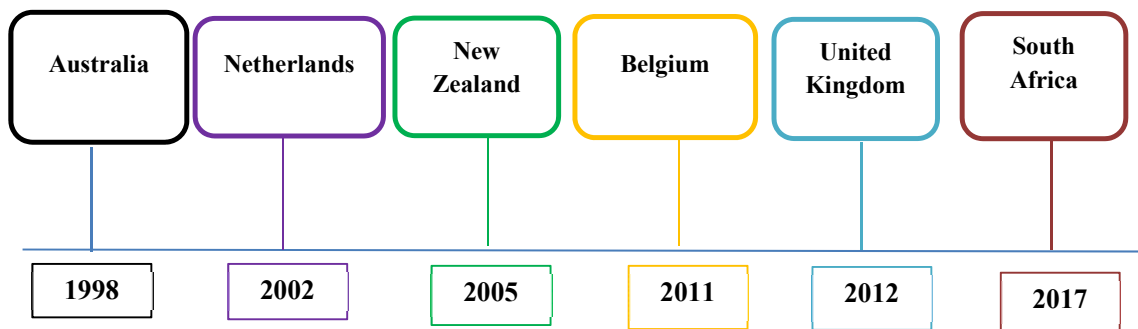 Australia
Netherlands
New
Zealand
Belgium
United
Kingdom
South
Africa
1998
2002
2005
2011
2012
2017